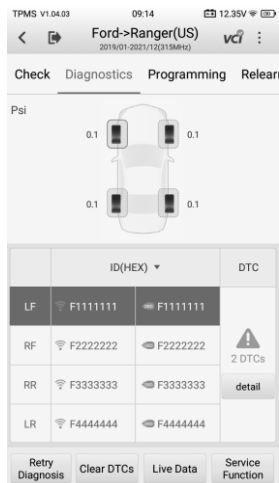 TPMS V1.04.03 09:14 12.35V
Ford->Ranger(US) vci
2019/01-2021/12(315MHz)
Check Diagnostics Programming Relear
Psi
0.1 0.1
0.1 0.1
ID(HEX) DTC
LF F1111111 F1111111
RF F2222222 F2222222
2 DTCs
RR F3333333 F3333333 detail
LR F4444444 F4444444
Retry Diagnosis
Clear DTCs
Live Data
Service Function